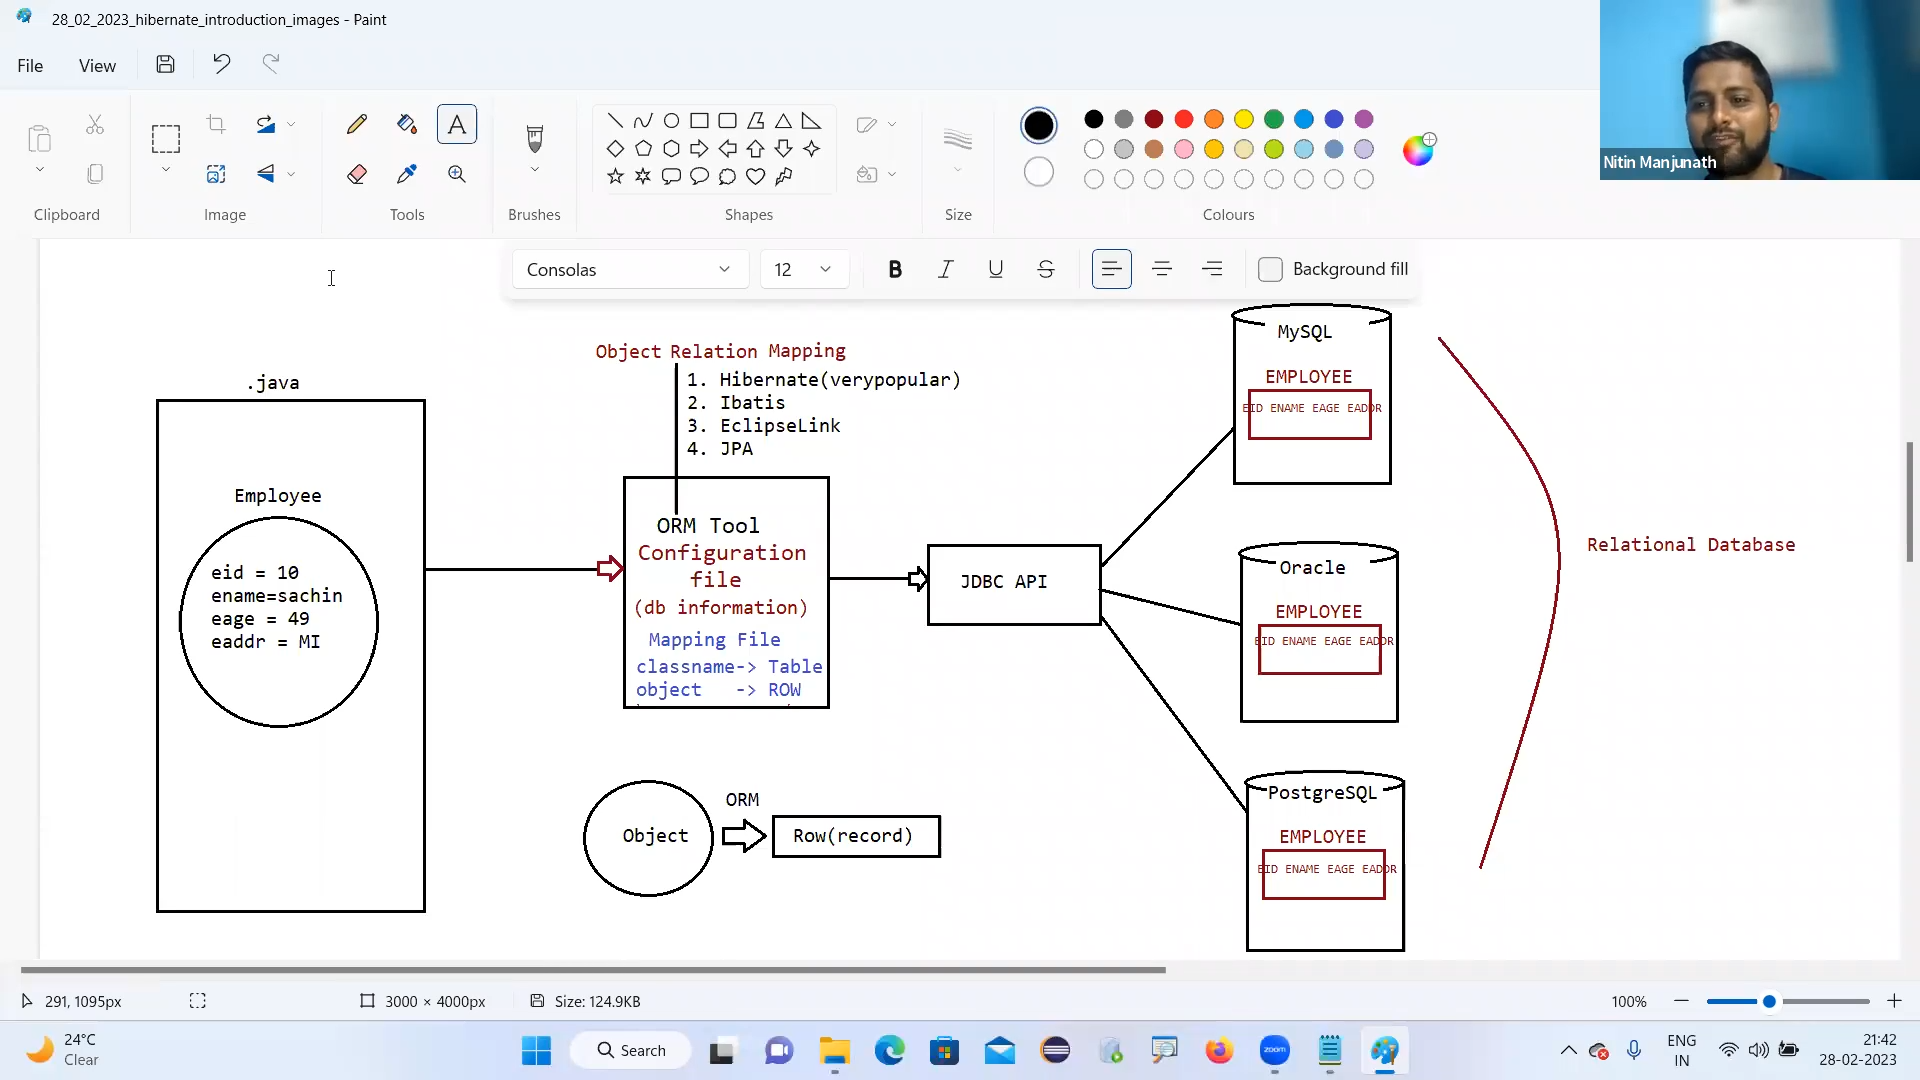 28_02_2023_hibernate_introduction_images - Paint
File
View
Clipboard
Image
Tools
Brushes
Shapes
Size
Colours
Nitin Manjunath
Consolas
12
B
I
U
S
Background fill
.java
Employee
eid = 10
ename=sachin
eage = 49
eaddr = MI
Object Relation Mapping
1. Hibernate(verypopular)
2. Ibatis
3. EclipseLink
4. JPA
ORM Tool
Configuration
file
(db information)
Mapping File
classname-> Table
object -> ROW
Object
ORM
Row(record)
JDBC API
MySQL
EMPLOYEE
EID ENAME EAGE EADDR
Oracle
EMPLOYEE
EID ENAME EAGE EADDR
PostgreSQL
EMPLOYEE
EID ENAME EAGE EADDR
Relational Database
291, 1095px
3000 × 4000px
Size: 124.9KB
100%
24°C
Clear
Search
zoom
ENG
IN
21:42
28-02-2023